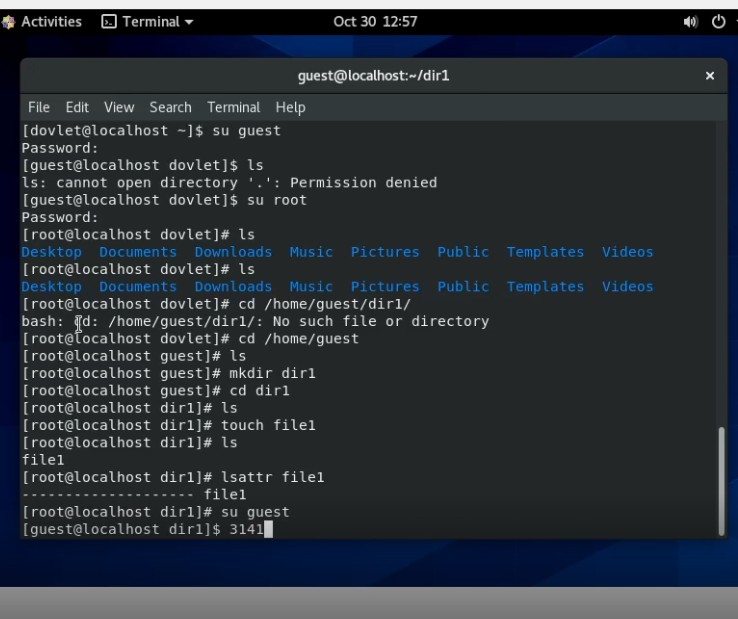 Activities Terminal Oct 30 12:57
guest@localhost:~/dir1 ×
File Edit View Search Terminal Help
[dovlet@localhost ~]$ su guest
Password:
[guest@localhost dovlet]$ ls
ls: cannot open directory '.': Permission denied
[guest@localhost dovlet]$ su root
Password:
[root@localhost dovlet]# ls
Desktop Documents Downloads Music Pictures Public Templates Videos
[root@localhost dovlet]# ls
Desktop Documents Downloads Music Pictures Public Templates Videos
[root@localhost dovlet]# cd /home/guest/dir1/
bash: cd: /home/guest/dir1/: No such file or directory
[root@localhost dovlet]# cd /home/guest
[root@localhost guest]# ls
[root@localhost guest]# mkdir dir1
[root@localhost guest]# cd dir1
[root@localhost dir1]# ls
[root@localhost dir1]# touch file1
[root@localhost dir1]# ls
file1
[root@localhost dir1]# lsattr file1
-------------------- file1
[root@localhost dir1]# su guest
[guest@localhost dir1]$ 3141